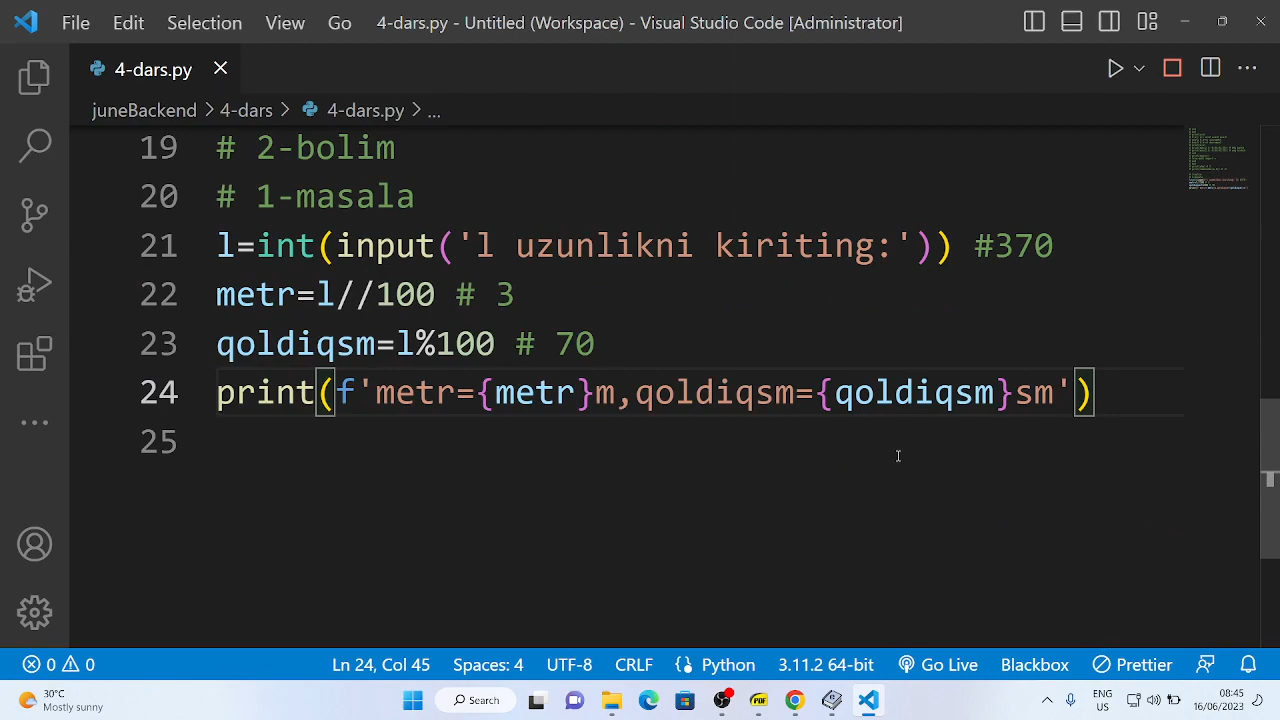 File Edit Selection View Go 4-dars.py - Untitled (Workspace) - Visual Studio Code [Administrator]
4-dars.py
juneBackend > 4-dars > 4-dars.py > ...
19 # 2-bolim
20 # 1-masala
21 l=int(input('l uzunlikni kiriting:')) #370
22 metr=l//100 # 3
23 qoldiqsm=l%100 # 70
24 print(f'metr={metr}m,qoldiqsm={qoldiqsm}sm')
25
0 0 Ln 24, Col 45 Spaces: 4 UTF-8 CRLF Python 3.11.2 64-bit Go Live Blackbox Prettier
30°C
Mostly sunny
Search
ENG
US
08:45
16/06/2023